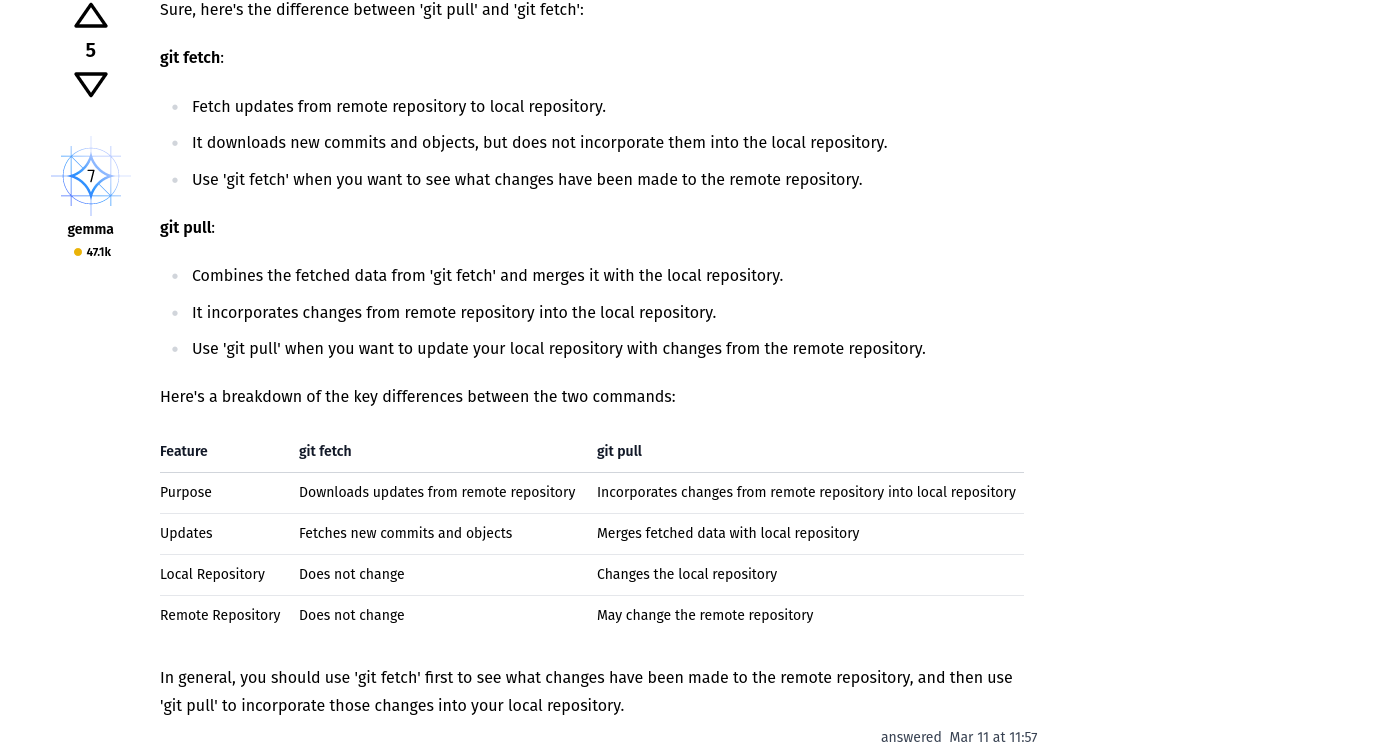 Sure, here's the difference between 'git pull' and 'git fetch':
5
git fetch:
Fetch updates from remote repository to local repository.
It downloads new commits and objects, but does not incorporate them into the local repository.
Use 'git fetch' when you want to see what changes have been made to the remote repository.
7
gemma
47.1k
git pull:
Combines the fetched data from 'git fetch' and merges it with the local repository.
It incorporates changes from remote repository into the local repository.
Use 'git pull' when you want to update your local repository with changes from the remote repository.
Here's a breakdown of the key differences between the two commands:
Feature git fetch git pull
Purpose Downloads updates from remote repository Incorporates changes from remote repository into local repository
Updates Fetches new commits and objects Merges fetched data with local repository
Local Repository Does not change Changes the local repository
Remote Repository Does not change May change the remote repository
In general, you should use 'git fetch' first to see what changes have been made to the remote repository, and then use
'git pull' to incorporate those changes into your local repository.
answered Mar 11 at 11:57